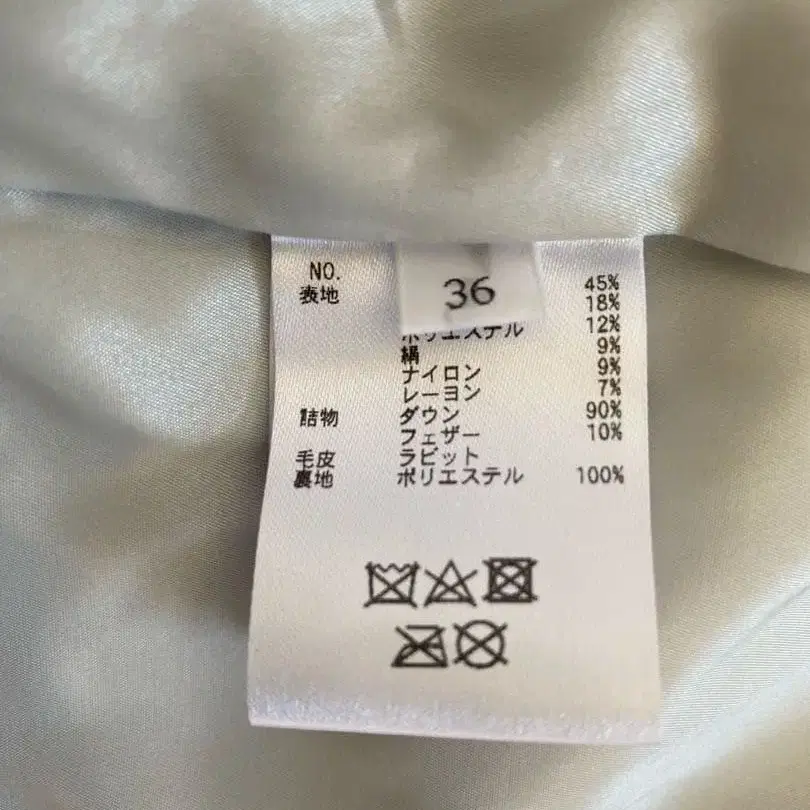 NO.
36
表地 45%
18%
ポリエステル 12%
絹 9%
ナイロン 9%
レーヨン 7%
詰物 ダウン 90%
フェザー 10%
毛皮 ラビット
裏地 ポリエステル 100%